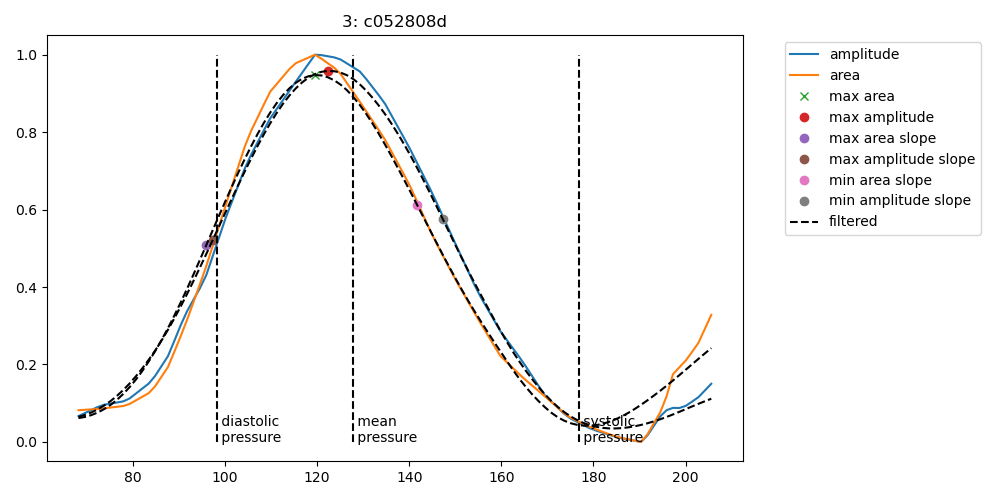 3: c052808d
1.0
0.8
0.6
0.4
0.2
0.0
80
100
120
140
160
180
200
diastolic
pressure
mean
pressure
systolic
pressure
amplitude
area
max area
max amplitude
max area slope
max amplitude slope
min area slope
min amplitude slope
filtered